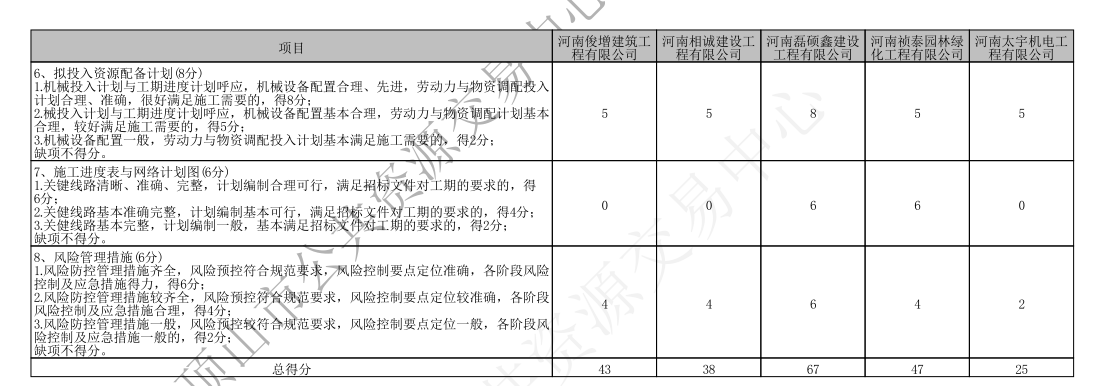 项目
河南俊增建筑工程有限公司
河南相诚建设工程有限公司
河南磊硕鑫建设工程有限公司
河南祯泰园林绿化工程有限公司
河南太宇机电工程有限公司
6、拟投入资源配备计划(8分)
1.机械投入计划与工期进度计划呼应，机械设备配置合理、先进，劳动力与物资调配投入
计划合理、准确，很好满足施工需要的，得8分；
2.械投入计划与工期进度计划呼应，机械设备配置基本合理，劳动力与物资调配计划基本
合理，较好满足施工需要的，得5分；
3.机械设备配置一般，劳动力与物资调配投入计划基本满足施工需要的，得2分；
缺项不得分。
5 5 8 5 5
7、施工进度表与网络计划图(6分)
1.关键线路清晰、准确、完整，计划编制合理可行，满足招标文件对工期的要求的，得
6分；
2.关健线路基本准确完整，计划编制基本可行，满足招标文件对工期的要求的，得4分；
3.关健线路基本完整，计划编制一般，基本满足招标文件对工期的要求的，得2分；
缺项不得分。
0 0 6 6 0
8、风险管理措施(6分)
1.风险防控管理措施齐全，风险预控符合规范要求，风险控制要点定位准确，各阶段风险
控制及应急措施得力，得6分；
2.风险防控管理措施较齐全，风险预控符合规范要求，风险控制要点定位较准确，各阶段
风险控制及应急措施合理，得4分；
3.风险防控管理措施一般，风险预控较符合规范要求，风险控制要点定位一般，各阶段风
险控制及应急措施一般的，得2分；
缺项不得分。
4 4 6 4 2
总得分 43 38 67 47 25
顶山市公共资源交易中心
共资源交易中心